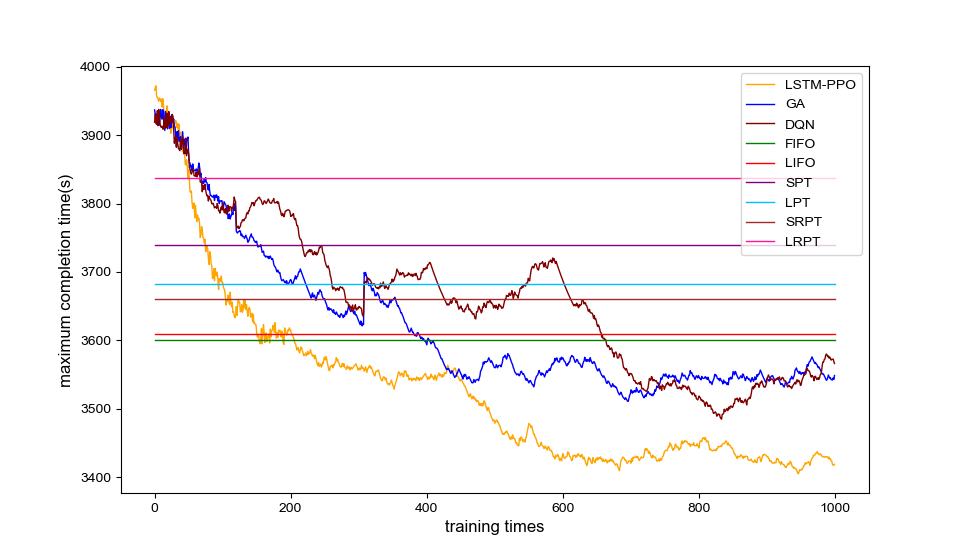 4000
3900
3800
3700
3600
3500
3400
maximum completion time(s)
0
200
400
600
800
1000
training times
LSTM-PPO
GA
DQN
FIFO
LIFO
SPT
LPT
SRPT
LRPT